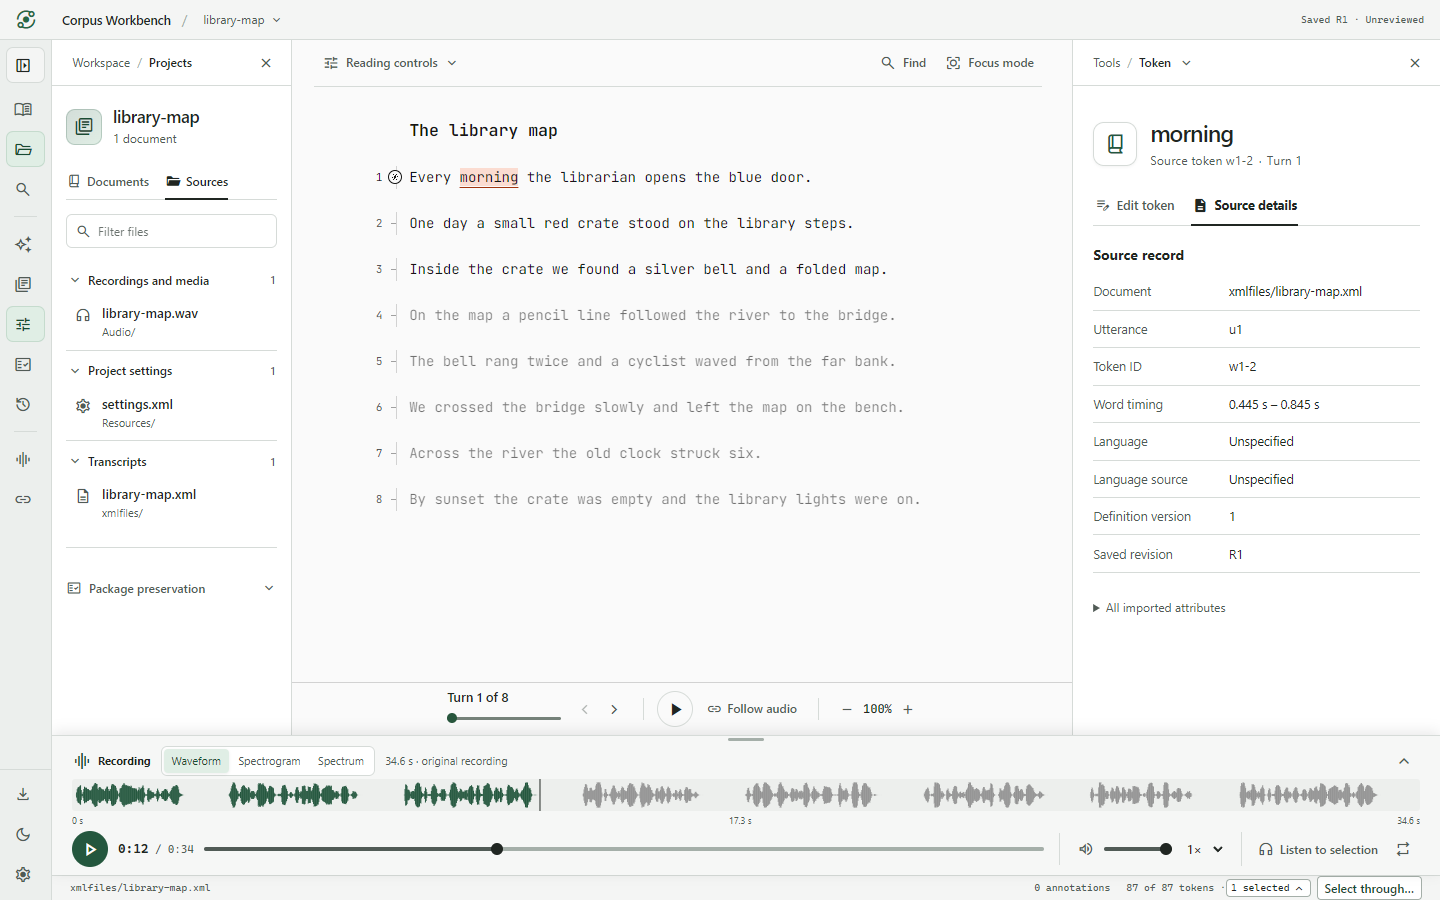 Corpus Workbench / library-map
Saved R1 · Unreviewed
Workspace / Projects
library-map
1 document
Documents Sources
Filter files
Recordings and media 1
library-map.wav
Audio/
Project settings 1
settings.xml
Resources/
Transcripts 1
library-map.xml
xmlfiles/
Package preservation
Reading controls Find Focus mode
The library map
1 Every morning the librarian opens the blue door.
2 One day a small red crate stood on the library steps.
3 Inside the crate we found a silver bell and a folded map.
4 On the map a pencil line followed the river to the bridge.
5 The bell rang twice and a cyclist waved from the far bank.
6 We crossed the bridge slowly and left the map on the bench.
7 Across the river the old clock struck six.
8 By sunset the crate was empty and the library lights were on.
Turn 1 of 8 Follow audio − 100% +
Tools / Token
morning
Source token w1-2 · Turn 1
Edit token Source details
Source record
Document xmlfiles/library-map.xml
Utterance u1
Token ID w1-2
Word timing 0.445 s – 0.845 s
Language Unspecified
Language source Unspecified
Definition version 1
Saved revision R1
All imported attributes
Recording Waveform Spectrogram Spectrum 34.6 s · original recording
0 s 17.3 s 34.6 s
0:12 / 0:34 1× Listen to selection
xmlfiles/library-map.xml 0 annotations 87 of 87 tokens · 1 selected Select through...